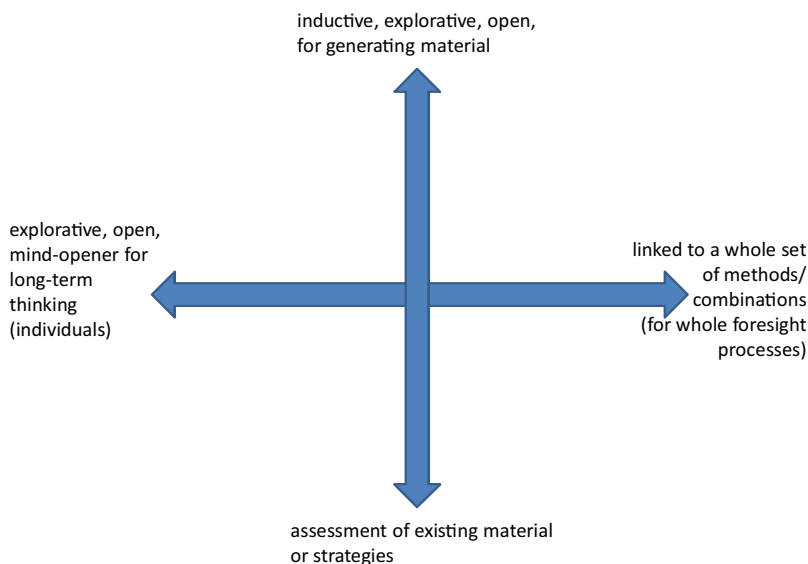 inductive, explorative, open,
for generating material
explorative, open,
mind-opener for
long-term
thinking
(individuals)
linked to a whole set
of methods/
combinations
(for whole foresight
processes)
assessment of existing material
or strategies